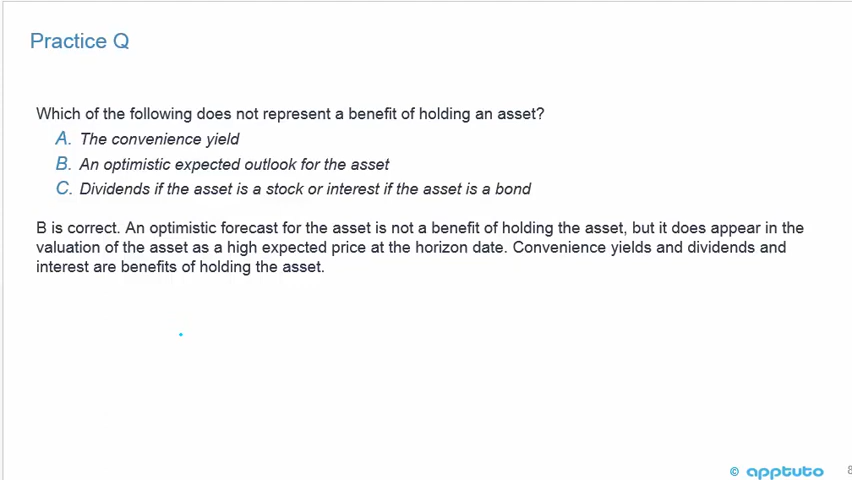 Practice Q
Which of the following does not represent a benefit of holding an asset?
A. The convenience yield
B. An optimistic expected outlook for the asset
C. Dividends if the asset is a stock or interest if the asset is a bond
B is correct. An optimistic forecast for the asset is not a benefit of holding the asset, but it does appear in the
valuation of the asset as a high expected price at the horizon date. Convenience yields and dividends and
interest are benefits of holding the asset.
© apptuto 8